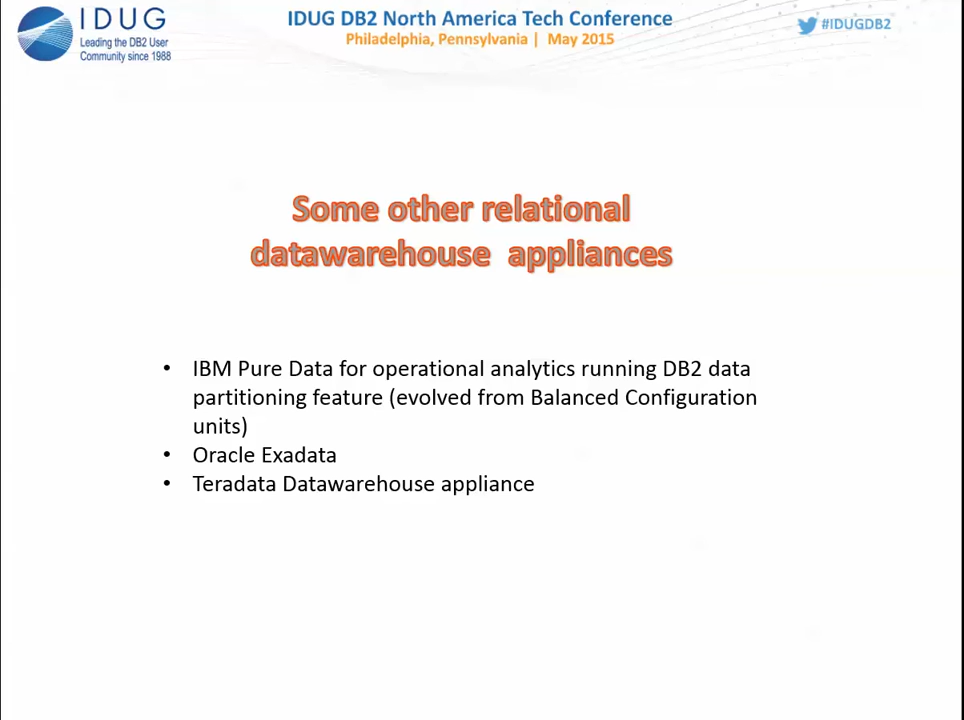 IDUG
Leading the DB2 User
Community since 1988
IDUG DB2 North America Tech Conference
Philadelphia, Pennsylvania | May 2015
#IDUGDB2
Some other relational
datawarehouse appliances
• IBM Pure Data for operational analytics running DB2 data
partitioning feature (evolved from Balanced Configuration
units)
• Oracle Exadata
• Teradata Datawarehouse appliance